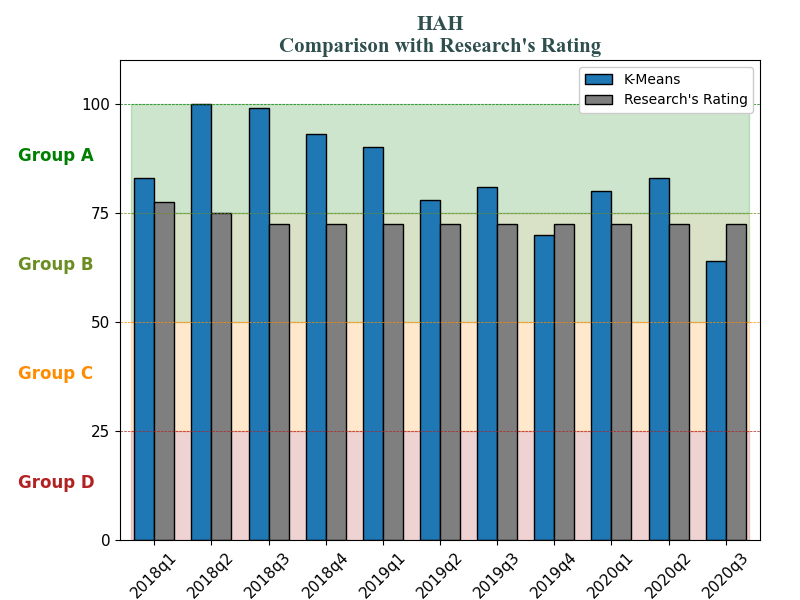 HAH
Comparison with Research's Rating
K-Means
Research's Rating
100
75
50
25
0
Group A
Group B
Group C
Group D
2018q1
2018q2
2018q3
2018q4
2019q1
2019q2
2019q3
2019q4
2020q1
2020q2
2020q3